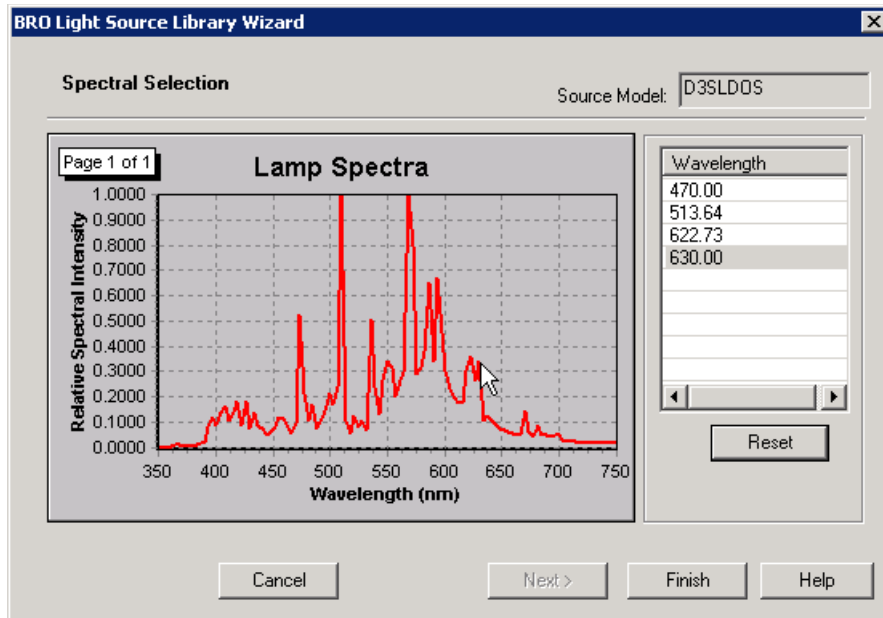 BRO Light Source Library Wizard
Spectral Selection
Source Model: D3SLDOS
Page 1 of 1
Lamp Spectra
Relative Spectral Intensity
1.0000
0.9000
0.8000
0.7000
0.6000
0.5000
0.4000
0.3000
0.2000
0.1000
0.0000
350 400 450 500 550 600 650 700 750
Wavelength (nm)
Wavelength
470.00
513.64
622.73
630.00
Reset
Cancel
Next >
Finish
Help